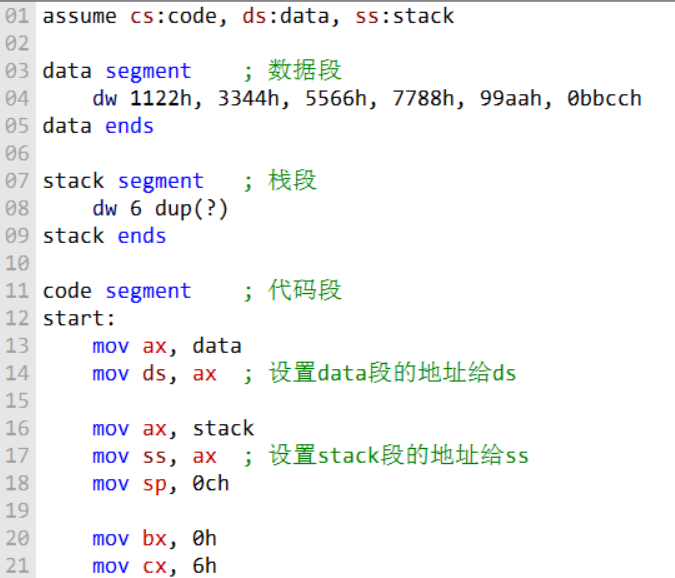 01 assume cs:code, ds:data, ss:stack
02
03 data segment    ; 数据段
04     dw 1122h, 3344h, 5566h, 7788h, 99aah, 0bbcch
05 data ends
06
07 stack segment   ; 栈段
08     dw 6 dup(?)
09 stack ends
10
11 code segment    ; 代码段
12 start:
13     mov ax, data
14     mov ds, ax  ; 设置data段的地址给ds
15
16     mov ax, stack
17     mov ss, ax  ; 设置stack段的地址给ss
18     mov sp, 0ch
19
20     mov bx, 0h
21     mov cx, 6h